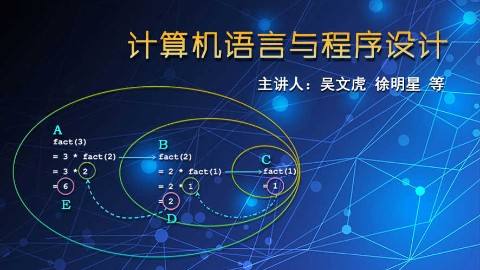 计算机语言与程序设计
主讲人：吴文虎 徐明星 等
A
fact(3)
= 3 * fact(2)
= 3 * 2
= 6
E
B
fact(2)
= 2 * fact(1)
= 2 * 1
= 2
D
C
fact(1)
= 1